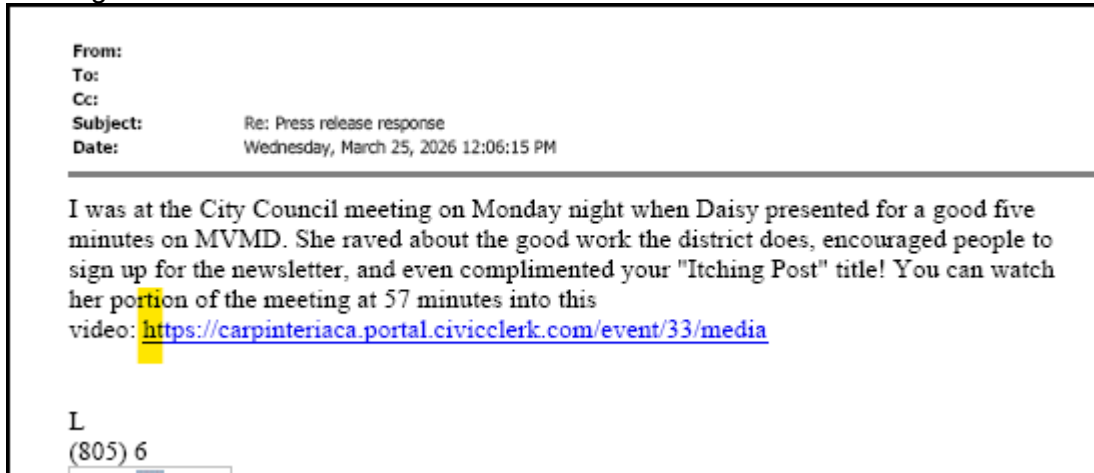 From:
To:
Cc:
Subject: Re: Press release response
Date: Wednesday, March 25, 2026 12:06:15 PM
I was at the City Council meeting on Monday night when Daisy presented for a good five
minutes on MVMD. She raved about the good work the district does, encouraged people to
sign up for the newsletter, and even complimented your "Itching Post" title! You can watch
her portion of the meeting at 57 minutes into this
video: https://carpinteriaca.portal.civicclerk.com/event/33/media
L
(805) 6